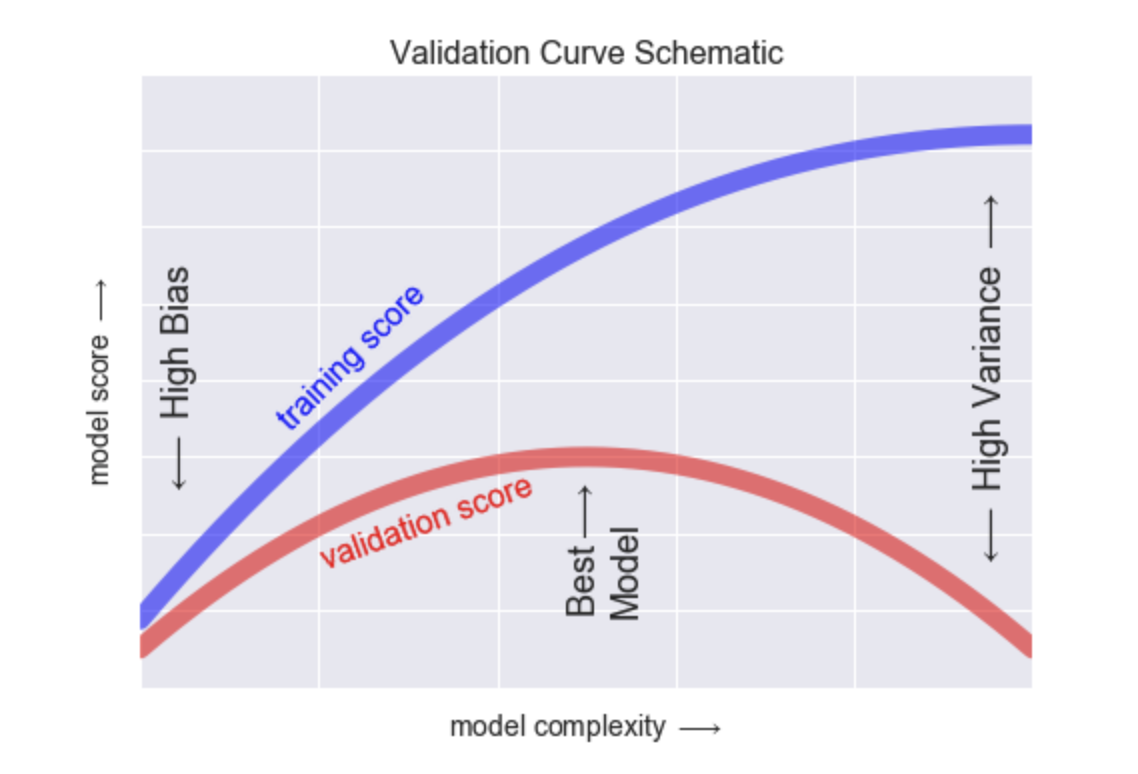 Validation Curve Schematic
model score ⟶
⟵ High Bias
training score
validation score
Best ⟶
Model
⟵ High Variance ⟶
model complexity ⟶